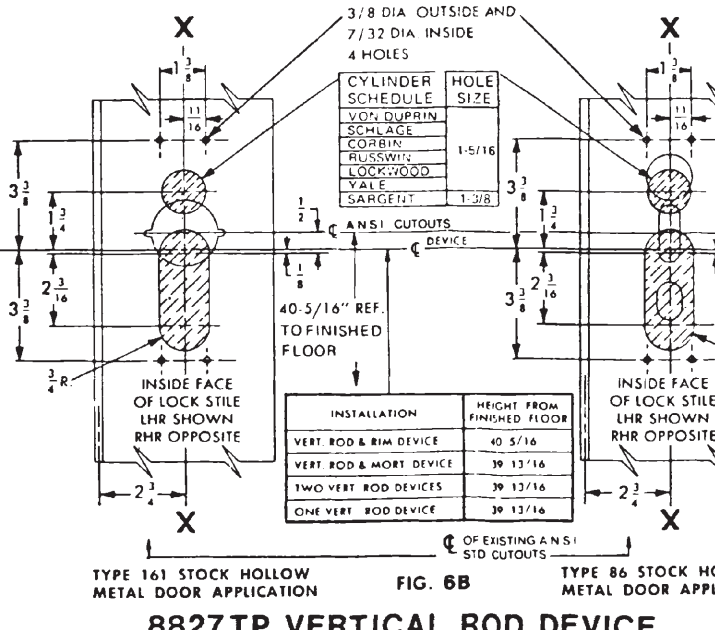 3/8 DIA OUTSIDE AND
7/32 DIA INSIDE
4 HOLES
X
X
1 3/8
1 3/8
11/16
11/16
CYLINDER SCHEDULE HOLE SIZE
VON DUPRIN
SCHLAGE
CORBIN
RUSSWIN
LOCKWOOD
YALE
1-5/16
SARGENT 1-3/8
3 3/8
1 3/4
1/2
℄ ANSI CUTOUTS
℄ DEVICE
1/8
3 3/8
2 3/16
3/4 R.
40-5/16" REF.
TO FINISHED
FLOOR
3 3/8
1 3/4
3 3/8
2 3/16
INSIDE FACE
OF LOCK STILE
LHR SHOWN
RHR OPPOSITE
INSTALLATION HEIGHT FROM FINISHED FLOOR
VERT. ROD & RIM DEVICE 40 5/16
VERT. ROD & MORT DEVICE 39 13/16
TWO VERT ROD DEVICES 39 13/16
ONE VERT ROD DEVICE 39 13/16
INSIDE FACE
OF LOCK STILE
LHR SHOWN
RHR OPPOSITE
2 3/4
2 3/4
X
X
℄ OF EXISTING ANSI
STD CUTOUTS
TYPE 161 STOCK HOLLOW
METAL DOOR APPLICATION
FIG. 6B
TYPE 86 STOCK HO
METAL DOOR APPL
8827TP VERTICAL ROD DEVICE